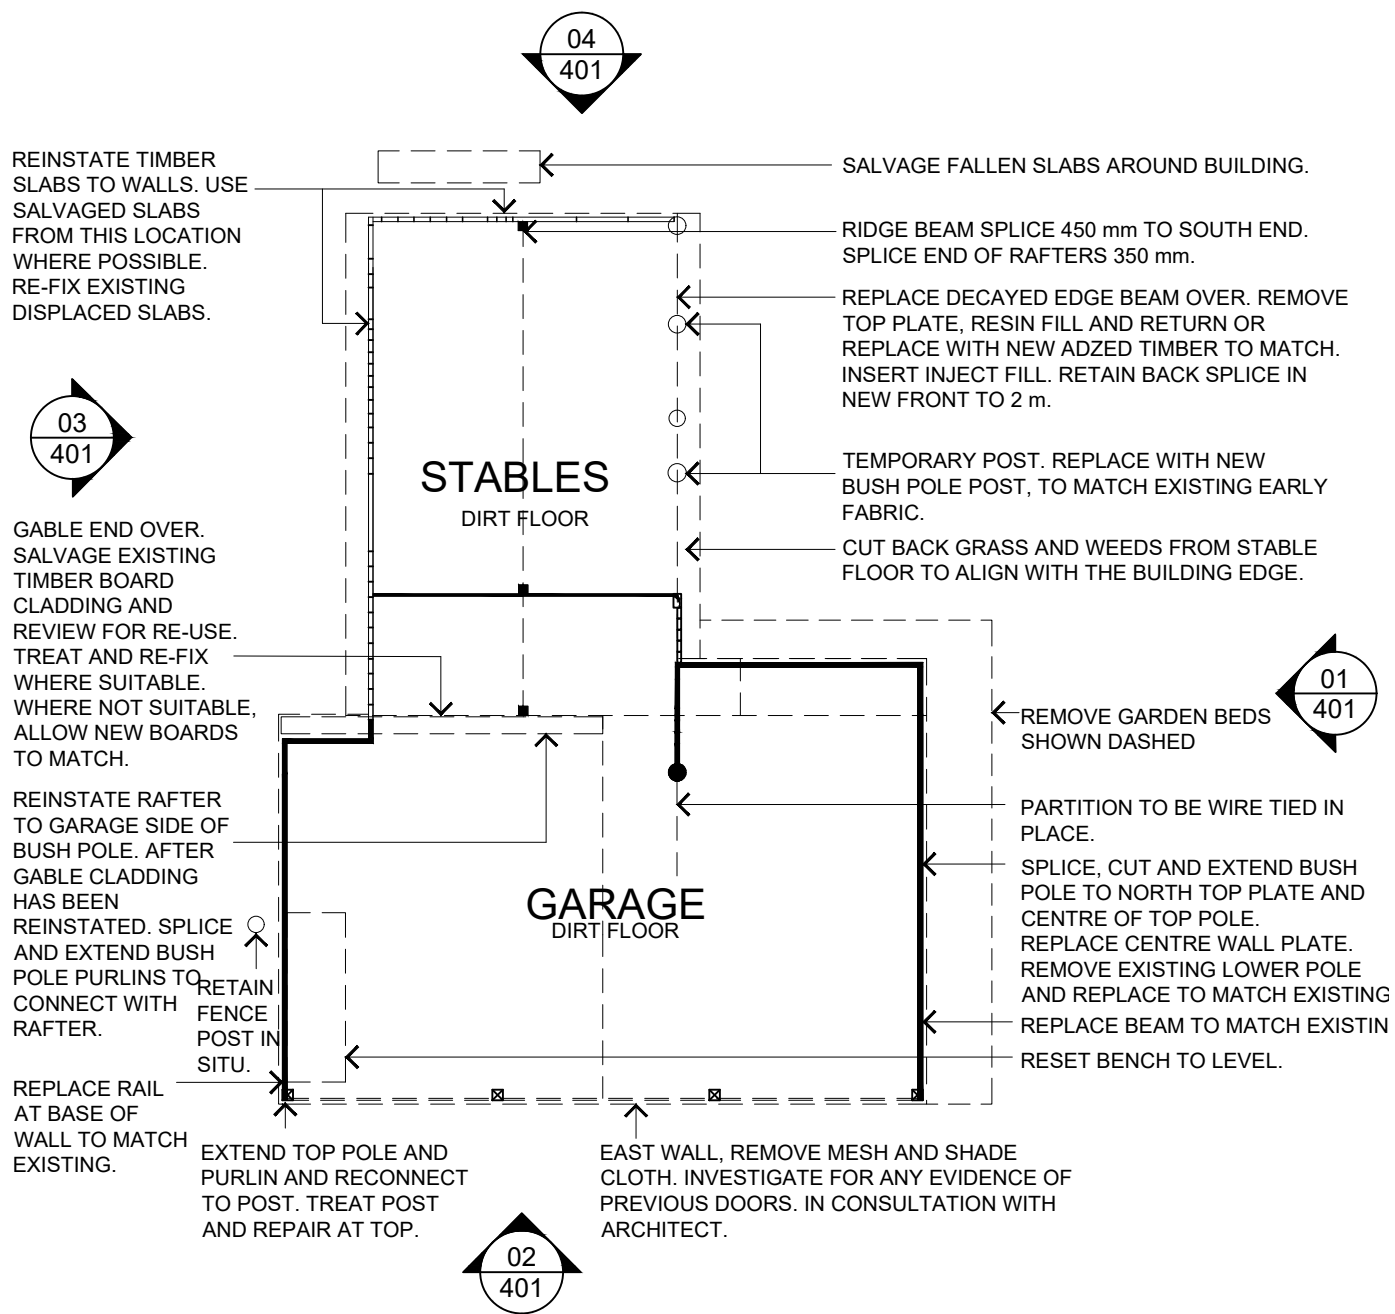 04
401
REINSTATE TIMBER
SLABS TO WALLS. USE
SALVAGED SLABS
FROM THIS LOCATION
WHERE POSSIBLE.
RE-FIX EXISTING
DISPLACED SLABS.
SALVAGE FALLEN SLABS AROUND BUILDING.
RIDGE BEAM SPLICE 450 mm TO SOUTH END.
SPLICE END OF RAFTERS 350 mm.
REPLACE DECAYED EDGE BEAM OVER. REMOVE
TOP PLATE, RESIN FILL AND RETURN OR
REPLACE WITH NEW ADZED TIMBER TO MATCH.
INSERT INJECT FILL. RETAIN BACK SPLICE IN
NEW FRONT TO 2 m.
03
401
STABLES
DIRT FLOOR
TEMPORARY POST. REPLACE WITH NEW
BUSH POLE POST, TO MATCH EXISTING EARLY
FABRIC.
CUT BACK GRASS AND WEEDS FROM STABLE
FLOOR TO ALIGN WITH THE BUILDING EDGE.
GABLE END OVER.
SALVAGE EXISTING
TIMBER BOARD
CLADDING AND
REVIEW FOR RE-USE.
TREAT AND RE-FIX
WHERE SUITABLE.
WHERE NOT SUITABLE,
ALLOW NEW BOARDS
TO MATCH.
01
401
REMOVE GARDEN BEDS
SHOWN DASHED
REINSTATE RAFTER
TO GARAGE SIDE OF
BUSH POLE. AFTER
GABLE CLADDING
HAS BEEN
REINSTATED. SPLICE
AND EXTEND BUSH
POLE PURLINS TO
CONNECT WITH
RAFTER.
PARTITION TO BE WIRE TIED IN
PLACE.
GARAGE
DIRT FLOOR
SPLICE, CUT AND EXTEND BUSH
POLE TO NORTH TOP PLATE AND
CENTRE OF TOP POLE.
REPLACE CENTRE WALL PLATE.
REMOVE EXISTING LOWER POLE
AND REPLACE TO MATCH EXISTING
REPLACE BEAM TO MATCH EXISTIN
RESET BENCH TO LEVEL.
RETAIN
FENCE
POST IN
SITU.
REPLACE RAIL
AT BASE OF
WALL TO MATCH
EXISTING.
EXTEND TOP POLE AND
PURLIN AND RECONNECT
TO POST. TREAT POST
AND REPAIR AT TOP.
EAST WALL, REMOVE MESH AND SHADE
CLOTH. INVESTIGATE FOR ANY EVIDENCE OF
PREVIOUS DOORS. IN CONSULTATION WITH
ARCHITECT.
02
401